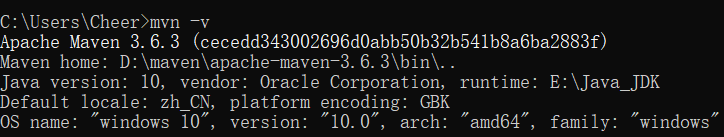 C:\Users\Cheer>mvn -v
Apache Maven 3.6.3 (cecedd343002696d0abb50b32b541b8a6ba2883f)
Maven home: D:\maven\apache-maven-3.6.3\bin\..
Java version: 10, vendor: Oracle Corporation, runtime: E:\Java_JDK
Default locale: zh_CN, platform encoding: GBK
OS name: "windows 10", version: "10.0", arch: "amd64", family: "windows"